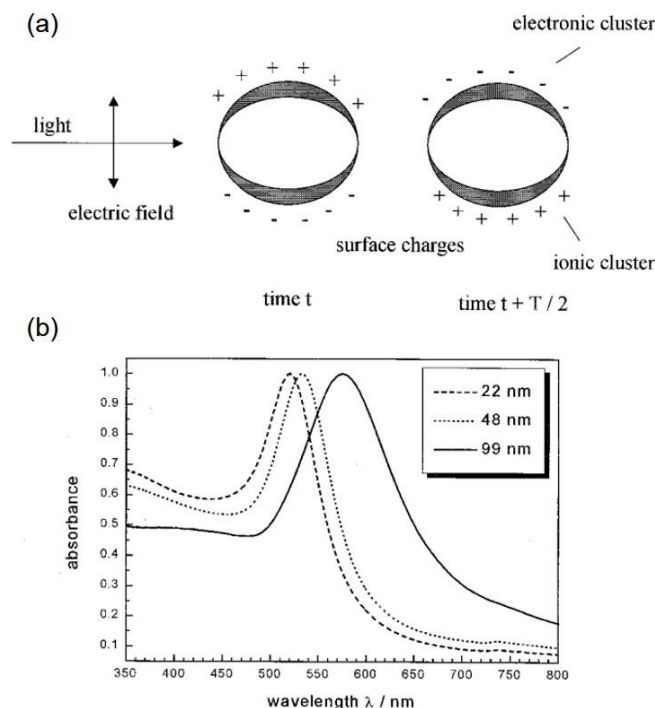 (a)
electronic cluster
+ + + + + +
- - - - - -
light
electric field
- - - - - -
+ + + + + +
surface charges
ionic cluster
time t
time t + T / 2
(b)
absorbance
1.0
0.9
0.8
0.7
0.6
0.5
0.4
0.3
0.2
0.1
22 nm
48 nm
99 nm
350 400 450 500 550 600 650 700 750 800
wavelength λ / nm